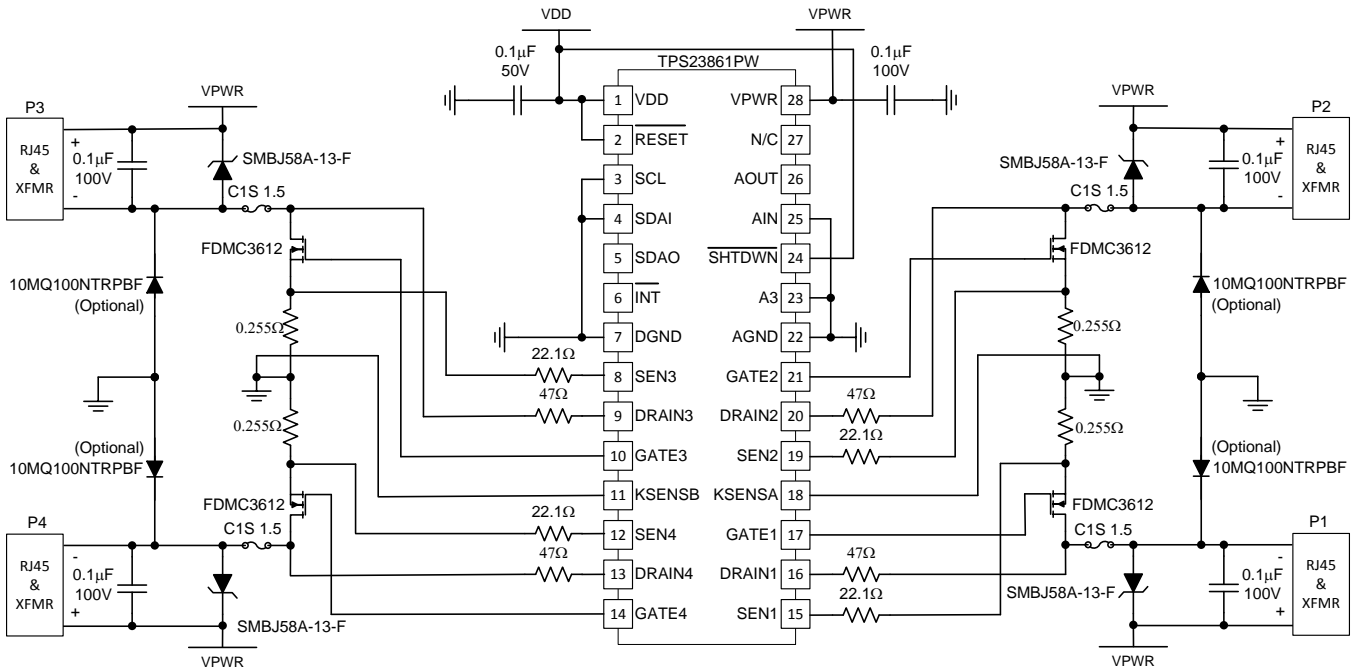 VDD
VPWR
0.1μF
50V
0.1μF
100V
TPS23861PW
1 VDD
2 RESET
3 SCL
4 SDAI
5 SDAO
6 INT
7 DGND
8 SEN3
9 DRAIN3
10 GATE3
11 KSENSB
12 SEN4
13 DRAIN4
14 GATE4
VPWR 28
N/C 27
AOUT 26
AIN 25
SHTDWN 24
A3 23
AGND 22
GATE2 21
DRAIN2 20
SEN2 19
KSENSA 18
GATE1 17
DRAIN1 16
SEN1 15
P3
RJ45
&
XFMR
+
-
0.1μF
100V
VPWR
SMBJ58A-13-F
C1S 1.5
FDMC3612
10MQ100NTRPBF
(Optional)
0.255Ω
22.1Ω
47Ω
0.255Ω
(Optional)
10MQ100NTRPBF
FDMC3612
C1S 1.5
22.1Ω
47Ω
P4
RJ45
&
XFMR
-
+
0.1μF
100V
SMBJ58A-13-F
VPWR
VPWR
P2
RJ45
&
XFMR
+
-
0.1μF
100V
SMBJ58A-13-F
C1S 1.5
FDMC3612
10MQ100NTRPBF
(Optional)
0.255Ω
47Ω
22.1Ω
0.255Ω
(Optional)
10MQ100NTRPBF
FDMC3612
C1S 1.5
47Ω
22.1Ω
P1
RJ45
&
XFMR
-
+
0.1μF
100V
SMBJ58A-13-F
VPWR